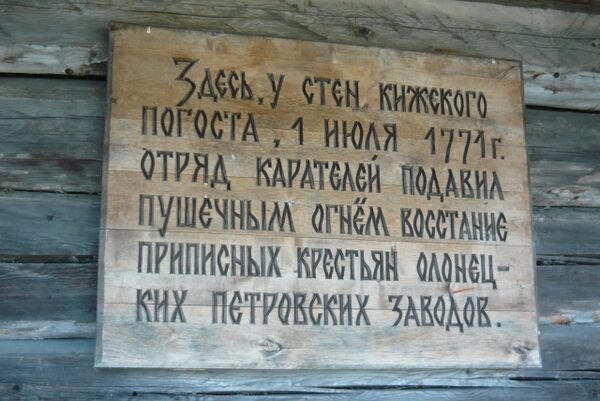 Здесь, у стен кижского
погоста, 1 июля 1771 г.
отряд карателей подавил
пушечным огнём восстание
приписных крестьян олонец-
ких петровских заводов.